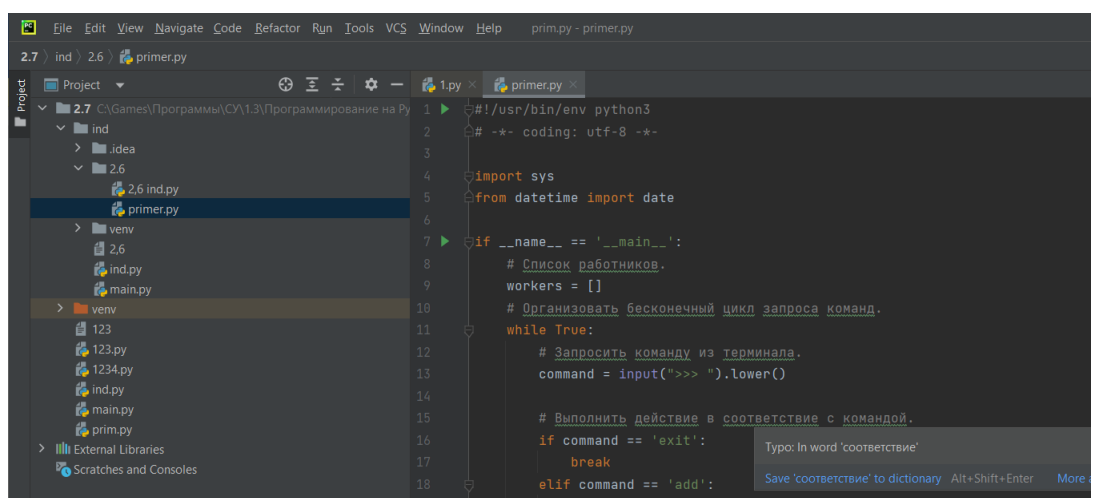 PC File Edit View Navigate Code Refactor Run Tools VCS Window Help prim.py - primer.py
2.7 〉 ind 〉 2.6 〉 primer.py
Project
Project 1.py × primer.py ×
2.7 C:\Games\Программы\СУ\1.3\Программирование на Py
ind
.idea
2.6
2,6 ind.py
primer.py
venv
2,6
ind.py
main.py
venv
123
123.py
1234.py
ind.py
main.py
prim.py
External Libraries
Scratches and Consoles
1 #!/usr/bin/env python3
2 # -*- coding: utf-8 -*-
3
4 import sys
5 from datetime import date
6
7 if __name__ == '__main__':
8 # Список работников.
9 workers = []
10 # Организовать бесконечный цикл запроса команд.
11 while True:
12 # Запросить команду из терминала.
13 command = input(">>> ").lower()
14
15 # Выполнить действие в соответствие с командой.
16 if command == 'exit':
17 break
18 elif command == 'add':
Typo: In word 'соответствие'
Save 'соответствие' to dictionary Alt+Shift+Enter More